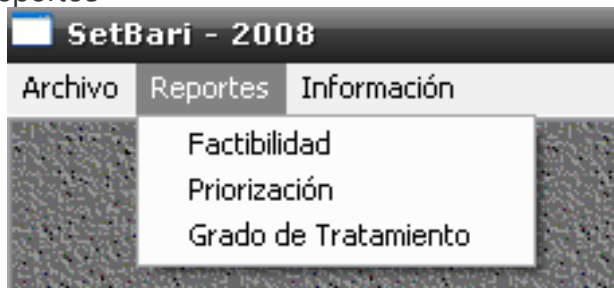 SetBari - 2008
Archivo Reportes Información
Factibilidad
Priorización
Grado de Tratamiento